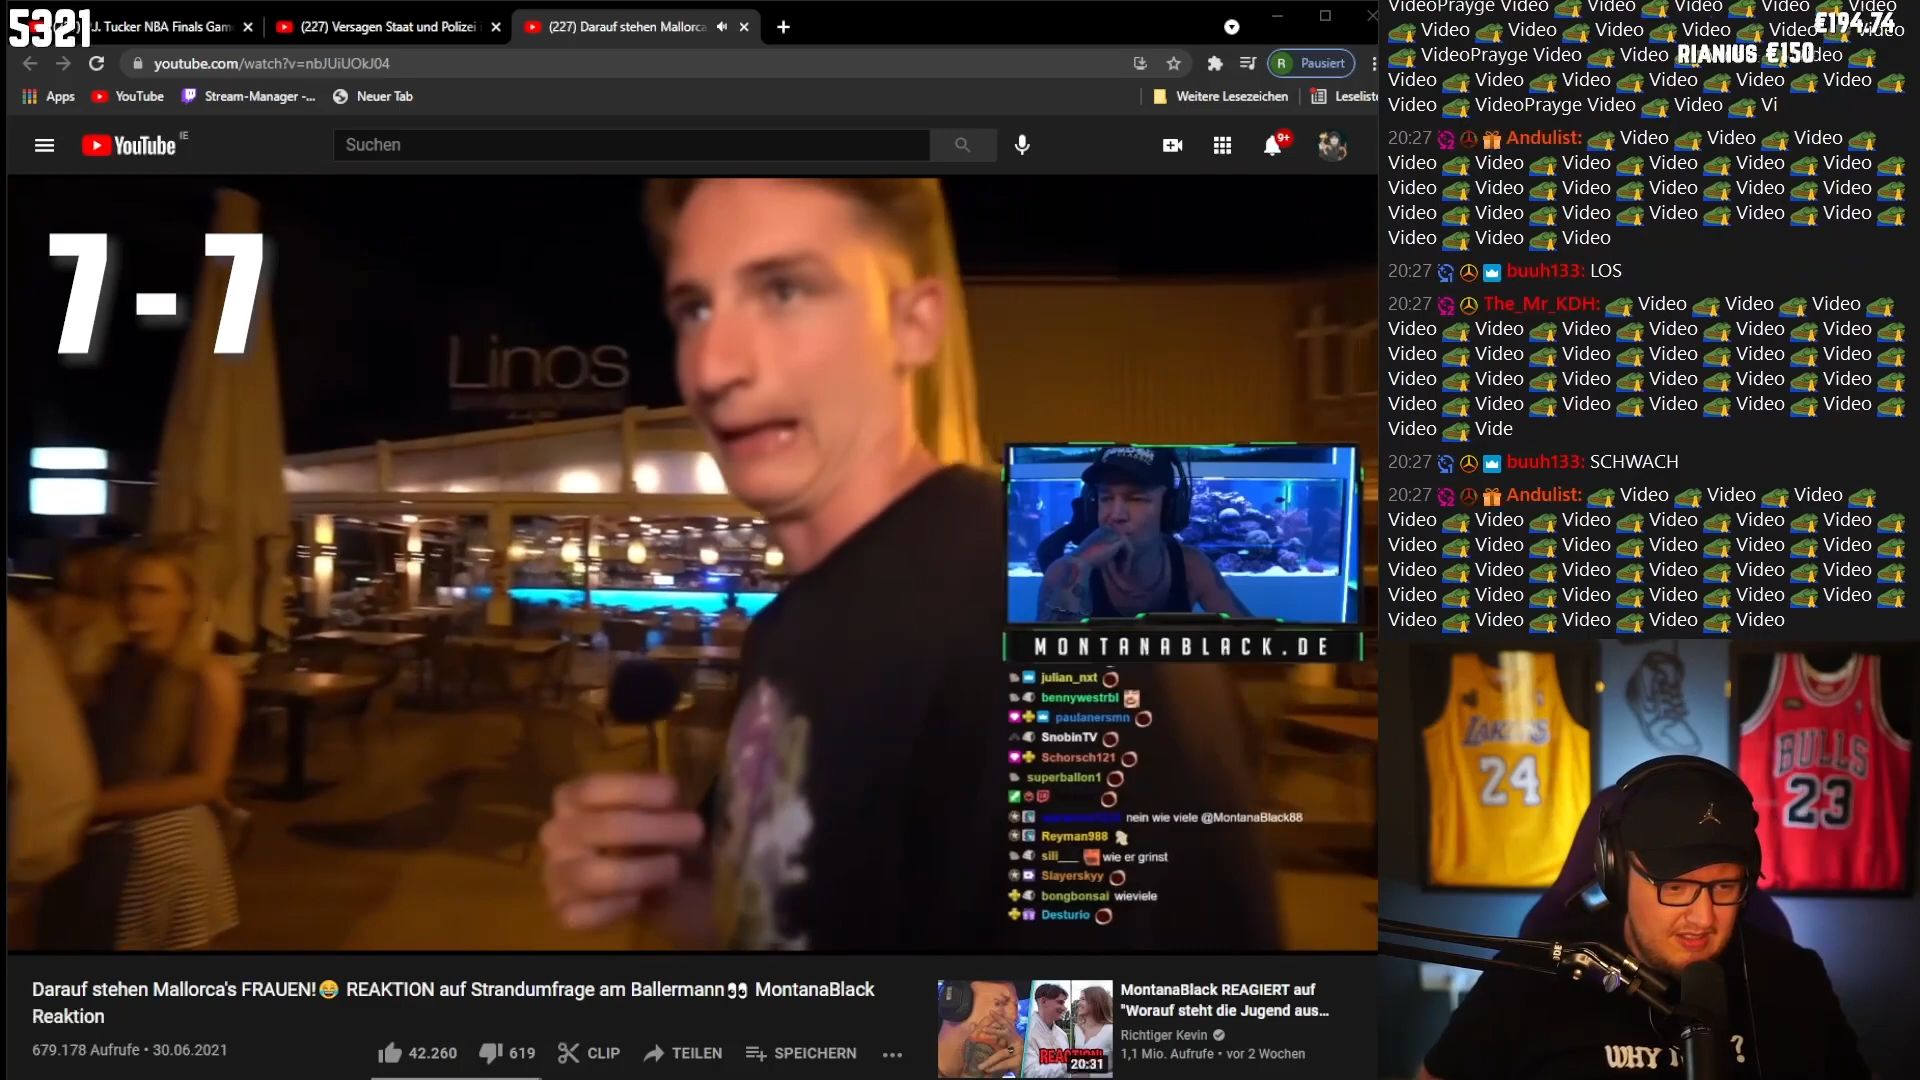 5321
J. Tucker NBA Finals Gam
(227) Versagen Staat und Polizei
(227) Darauf stehen Mallorca
youtube.com/watch?v=nbJUiUOkJ04
R Pausiert
Apps YouTube Stream-Manager -... Neuer Tab Weitere Lesezeichen Leseliste
YouTube IE
Suchen
9+
7 - 7
Linos
MONTANABLACK.DE
julian_nxt
bennywestrbl
paulanersmn
SnobinTV
Schorsch121
superballon1
nein wie viele @MontanaBlack88
Reyman988
sili___ wie er grinst
Slayerskyy
bongbonsai wieviele
Desturio
Darauf stehen Mallorca's FRAUEN!😂 REAKTION auf Strandumfrage am Ballermann👀 MontanaBlack
Reaktion
679.178 Aufrufe • 30.06.2021
42.260 619 CLIP TEILEN SPEICHERN ...
REACTION!
20:31
MontanaBlack REAGIERT auf
"Worauf steht die Jugend aus...
Richtiger Kevin
1,1 Mio. Aufrufe • vor 2 Wochen
€194,74
RIANIUS €150
VideoPrayge Video Video Video Video Video
Video Video Video Video Video Video
VideoPrayge Video Video
Video Video Video Video Video Video
Video VideoPrayge Video Video Vi
20:27 Andulist: Video Video Video
Video Video Video Video Video Video
Video Video Video Video Video Video
Video Video Video Video Video Video
Video Video Video
20:27 buuh133: LOS
20:27 The_Mr_KDH: Video Video Video
Video Video Video Video Video Video
Video Video Video Video Video Video
Video Video Video Video Video Video
Video Video Video Video Video Video
Video Vide
20:27 buuh133: SCHWACH
20:27 Andulist: Video Video Video
Video Video Video Video Video Video
Video Video Video Video Video Video
Video Video Video Video Video Video
Video Video Video Video Video Video
Video Video Video Video Video
LAKERS
24
BULLS
23
WHY
?